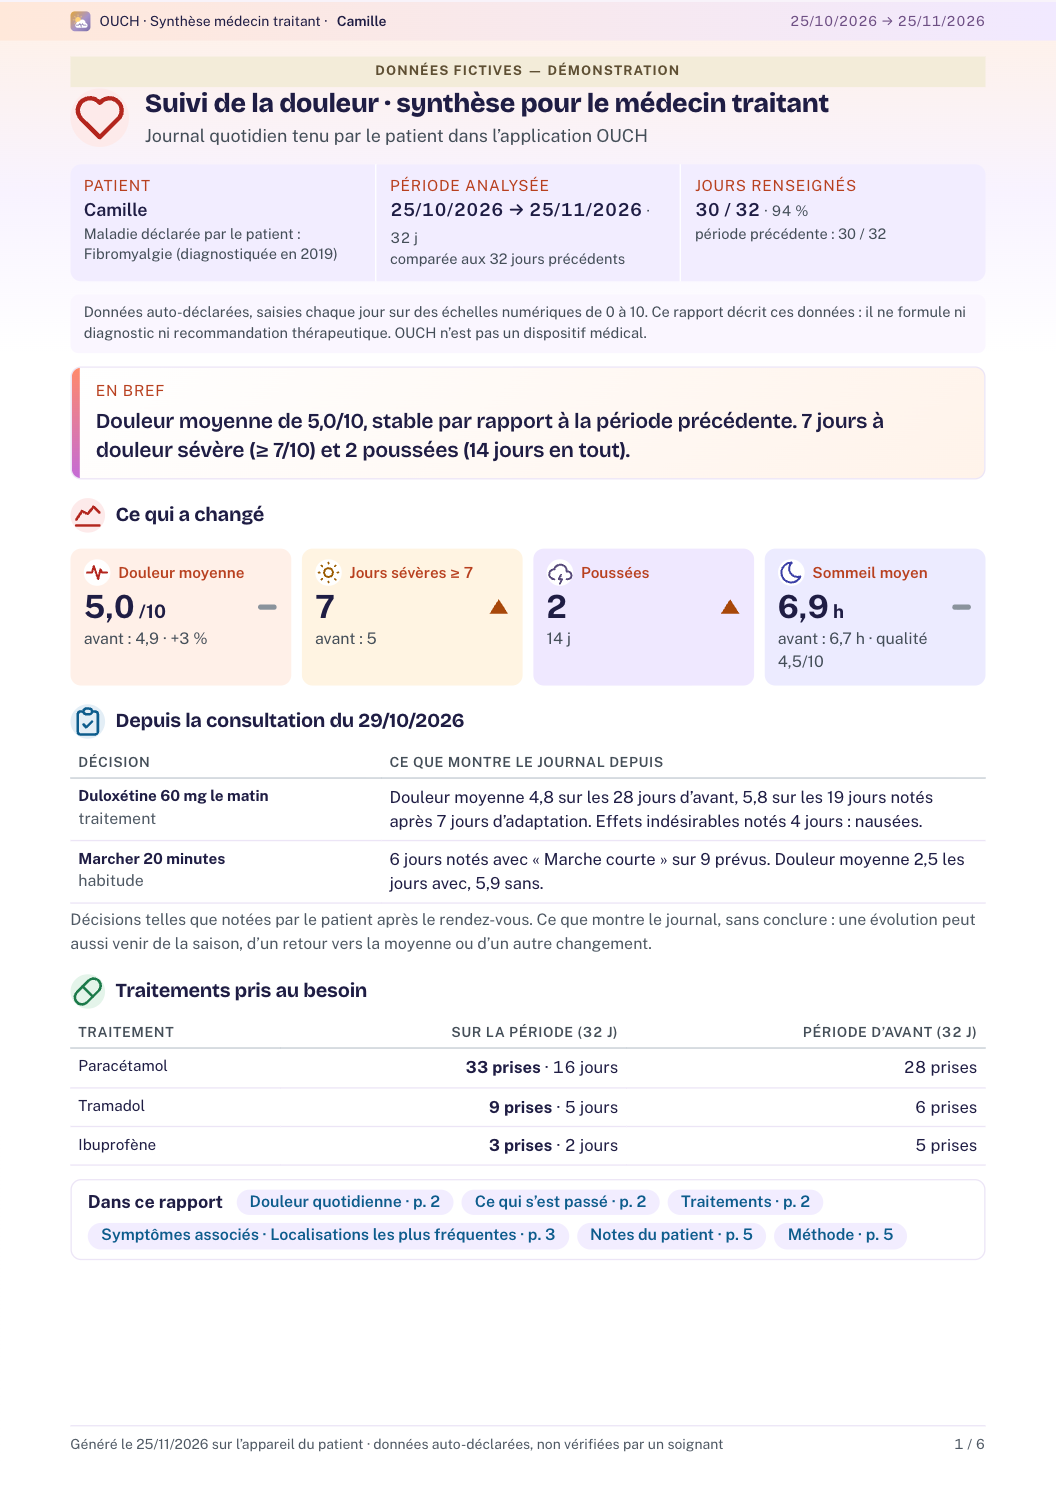 OUCH · Synthèse médecin traitant · Camille
25/10/2026 → 25/11/2026
DONNÉES FICTIVES — DÉMONSTRATION
Suivi de la douleur · synthèse pour le médecin traitant
Journal quotidien tenu par le patient dans l’application OUCH
PATIENT
Camille
Maladie déclarée par le patient :
Fibromyalgie (diagnostiquée en 2019)
PÉRIODE ANALYSÉE
25/10/2026 → 25/11/2026 ·
32 j
comparée aux 32 jours précédents
JOURS RENSEIGNÉS
30 / 32 · 94 %
période précédente : 30 / 32
Données auto-déclarées, saisies chaque jour sur des échelles numériques de 0 à 10. Ce rapport décrit ces données : il ne formule ni
diagnostic ni recommandation thérapeutique. OUCH n’est pas un dispositif médical.
EN BREF
Douleur moyenne de 5,0/10, stable par rapport à la période précédente. 7 jours à
douleur sévère (≥ 7/10) et 2 poussées (14 jours en tout).
Ce qui a changé
Douleur moyenne
5,0 /10
avant : 4,9 · +3 %
Jours sévères ≥ 7
7
avant : 5
Poussées
2
14 j
Sommeil moyen
6,9 h
avant : 6,7 h · qualité
4,5/10
Depuis la consultation du 29/10/2026
DÉCISION
CE QUE MONTRE LE JOURNAL DEPUIS
Duloxétine 60 mg le matin
traitement
Douleur moyenne 4,8 sur les 28 jours d’avant, 5,8 sur les 19 jours notés
après 7 jours d’adaptation. Effets indésirables notés 4 jours : nausées.
Marcher 20 minutes
habitude
6 jours notés avec « Marche courte » sur 9 prévus. Douleur moyenne 2,5 les
jours avec, 5,9 sans.
Décisions telles que notées par le patient après le rendez-vous. Ce que montre le journal, sans conclure : une évolution peut
aussi venir de la saison, d’un retour vers la moyenne ou d’un autre changement.
Traitements pris au besoin
TRAITEMENT
SUR LA PÉRIODE (32 J)
PÉRIODE D’AVANT (32 J)
Paracétamol
33 prises · 16 jours
28 prises
Tramadol
9 prises · 5 jours
6 prises
Ibuprofène
3 prises · 2 jours
5 prises
Dans ce rapport
Douleur quotidienne · p. 2
Ce qui s’est passé · p. 2
Traitements · p. 2
Symptômes associés · Localisations les plus fréquentes · p. 3
Notes du patient · p. 5
Méthode · p. 5
Généré le 25/11/2026 sur l’appareil du patient · données auto-déclarées, non vérifiées par un soignant
1 / 6